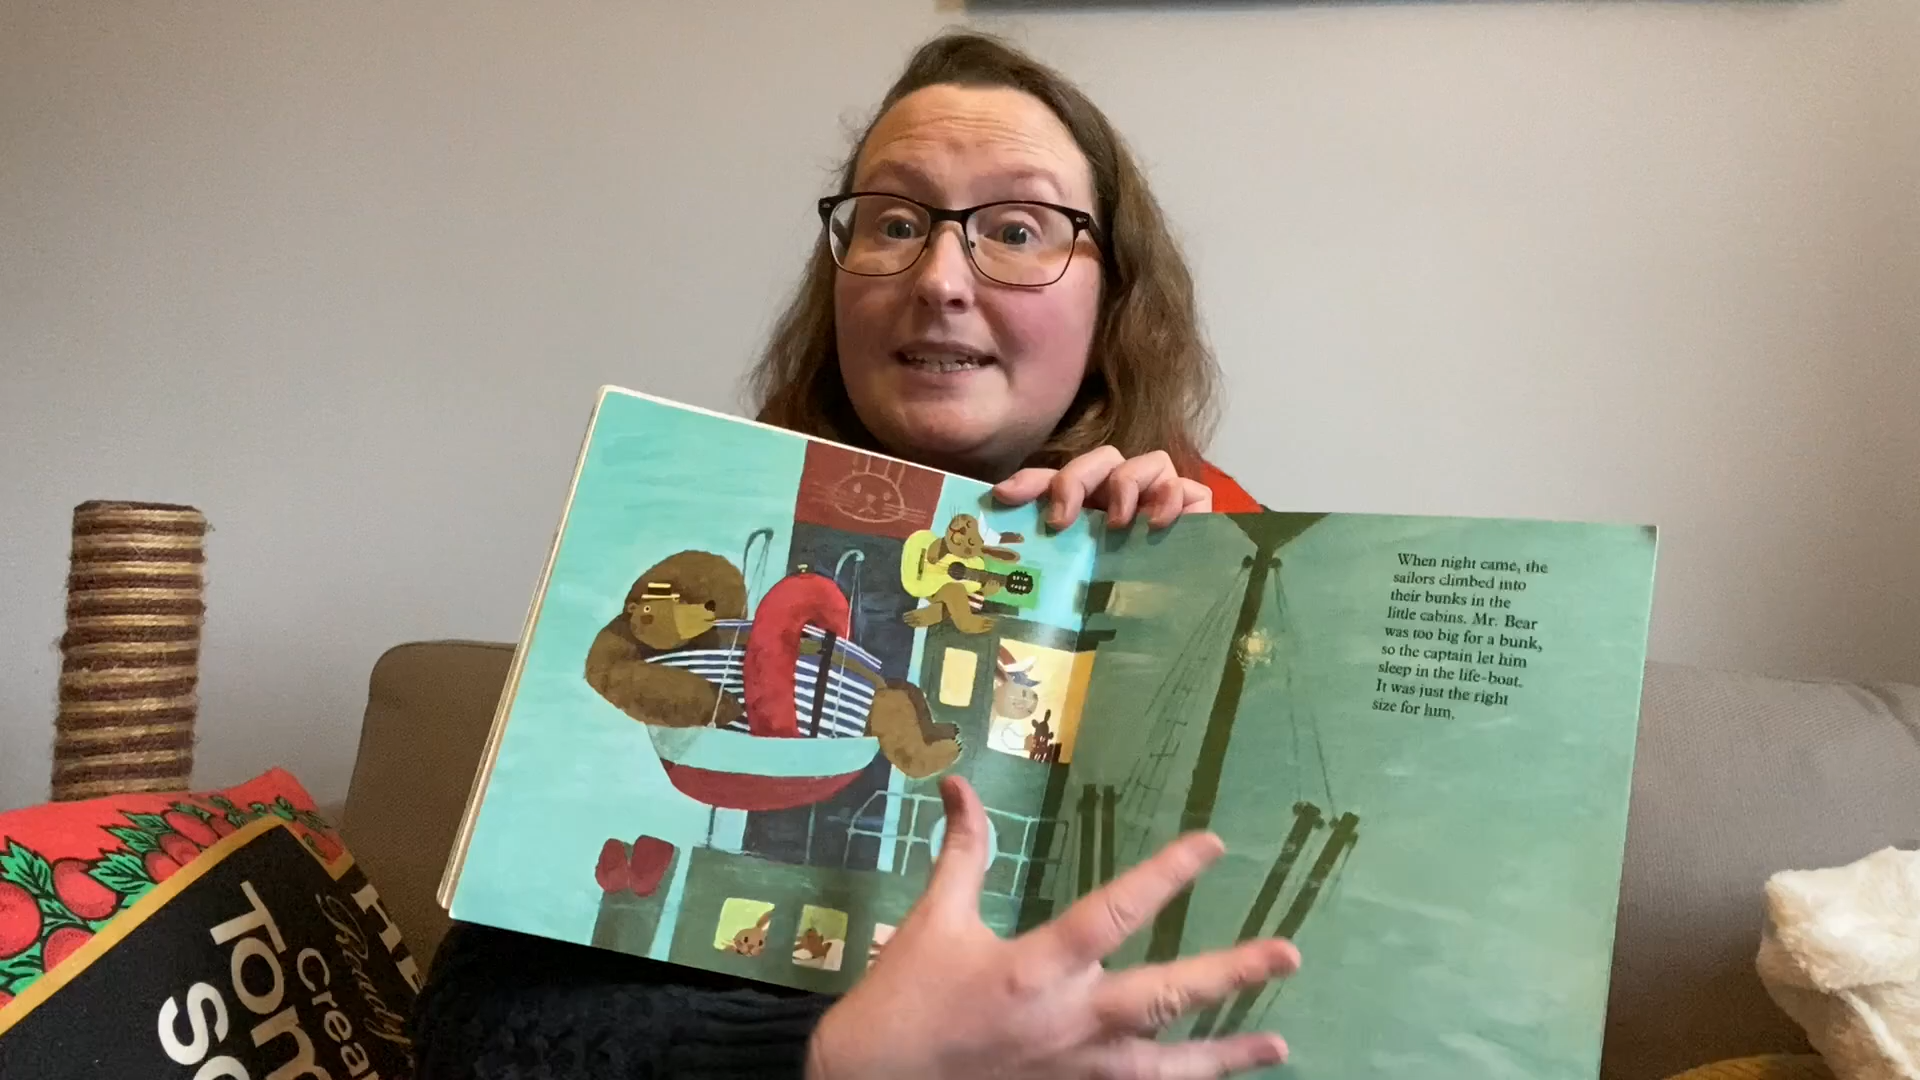 When night came, the
sailors climbed into
their bunks in the
little cabins. Mr. Bear
was too big for a bunk,
so the captain let him
sleep in the life-boat.
It was just the right
size for him.
Tom